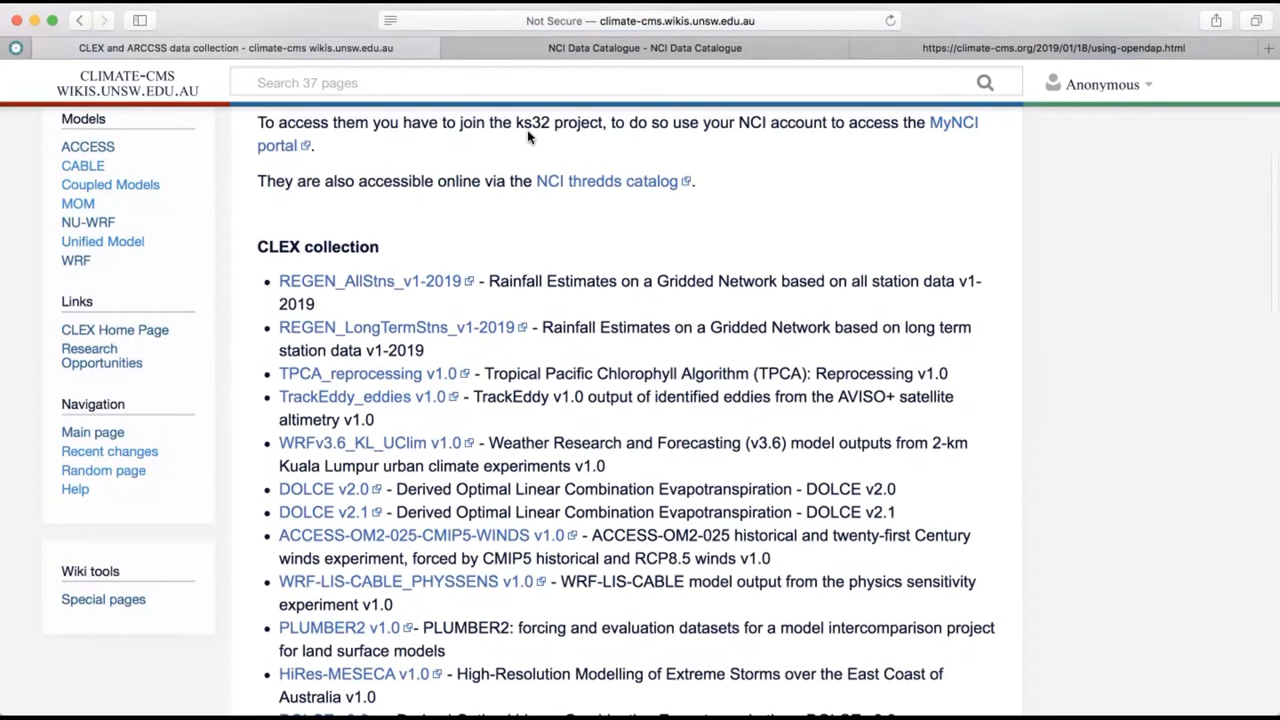 Not Secure — climate-cms.wikis.unsw.edu.au
CLEX and ARCCSS data collection - climate-cms wikis.unsw.edu.au
NCI Data Catalogue - NCI Data Catalogue
https://climate-cms.org/2019/01/18/using-opendap.html
CLIMATE-CMS
WIKIS.UNSW.EDU.AU
Search 37 pages
Anonymous
Models
ACCESS
CABLE
Coupled Models
MOM
NU-WRF
Unified Model
WRF
Links
CLEX Home Page
Research
Opportunities
Navigation
Main page
Recent changes
Random page
Help
Wiki tools
Special pages
To access them you have to join the ks32 project, to do so use your NCI account to access the MyNCI
portal.
They are also accessible online via the NCI thredds catalog.
CLEX collection
• REGEN_AllStns_v1-2019 - Rainfall Estimates on a Gridded Network based on all station data v1-
2019
• REGEN_LongTermStns_v1-2019 - Rainfall Estimates on a Gridded Network based on long term
station data v1-2019
• TPCA_reprocessing v1.0 - Tropical Pacific Chlorophyll Algorithm (TPCA): Reprocessing v1.0
• TrackEddy_eddies v1.0 - TrackEddy v1.0 output of identified eddies from the AVISO+ satellite
altimetry v1.0
• WRFv3.6_KL_UClim v1.0 - Weather Research and Forecasting (v3.6) model outputs from 2-km
Kuala Lumpur urban climate experiments v1.0
• DOLCE v2.0 - Derived Optimal Linear Combination Evapotranspiration - DOLCE v2.0
• DOLCE v2.1 - Derived Optimal Linear Combination Evapotranspiration - DOLCE v2.1
• ACCESS-OM2-025-CMIP5-WINDS v1.0 - ACCESS-OM2-025 historical and twenty-first Century
winds experiment, forced by CMIP5 historical and RCP8.5 winds v1.0
• WRF-LIS-CABLE_PHYSSENS v1.0 - WRF-LIS-CABLE model output from the physics sensitivity
experiment v1.0
• PLUMBER2 v1.0 - PLUMBER2: forcing and evaluation datasets for a model intercomparison project
for land surface models
• HiRes-MESECA v1.0 - High-Resolution Modelling of Extreme Storms over the East Coast of
Australia v1.0